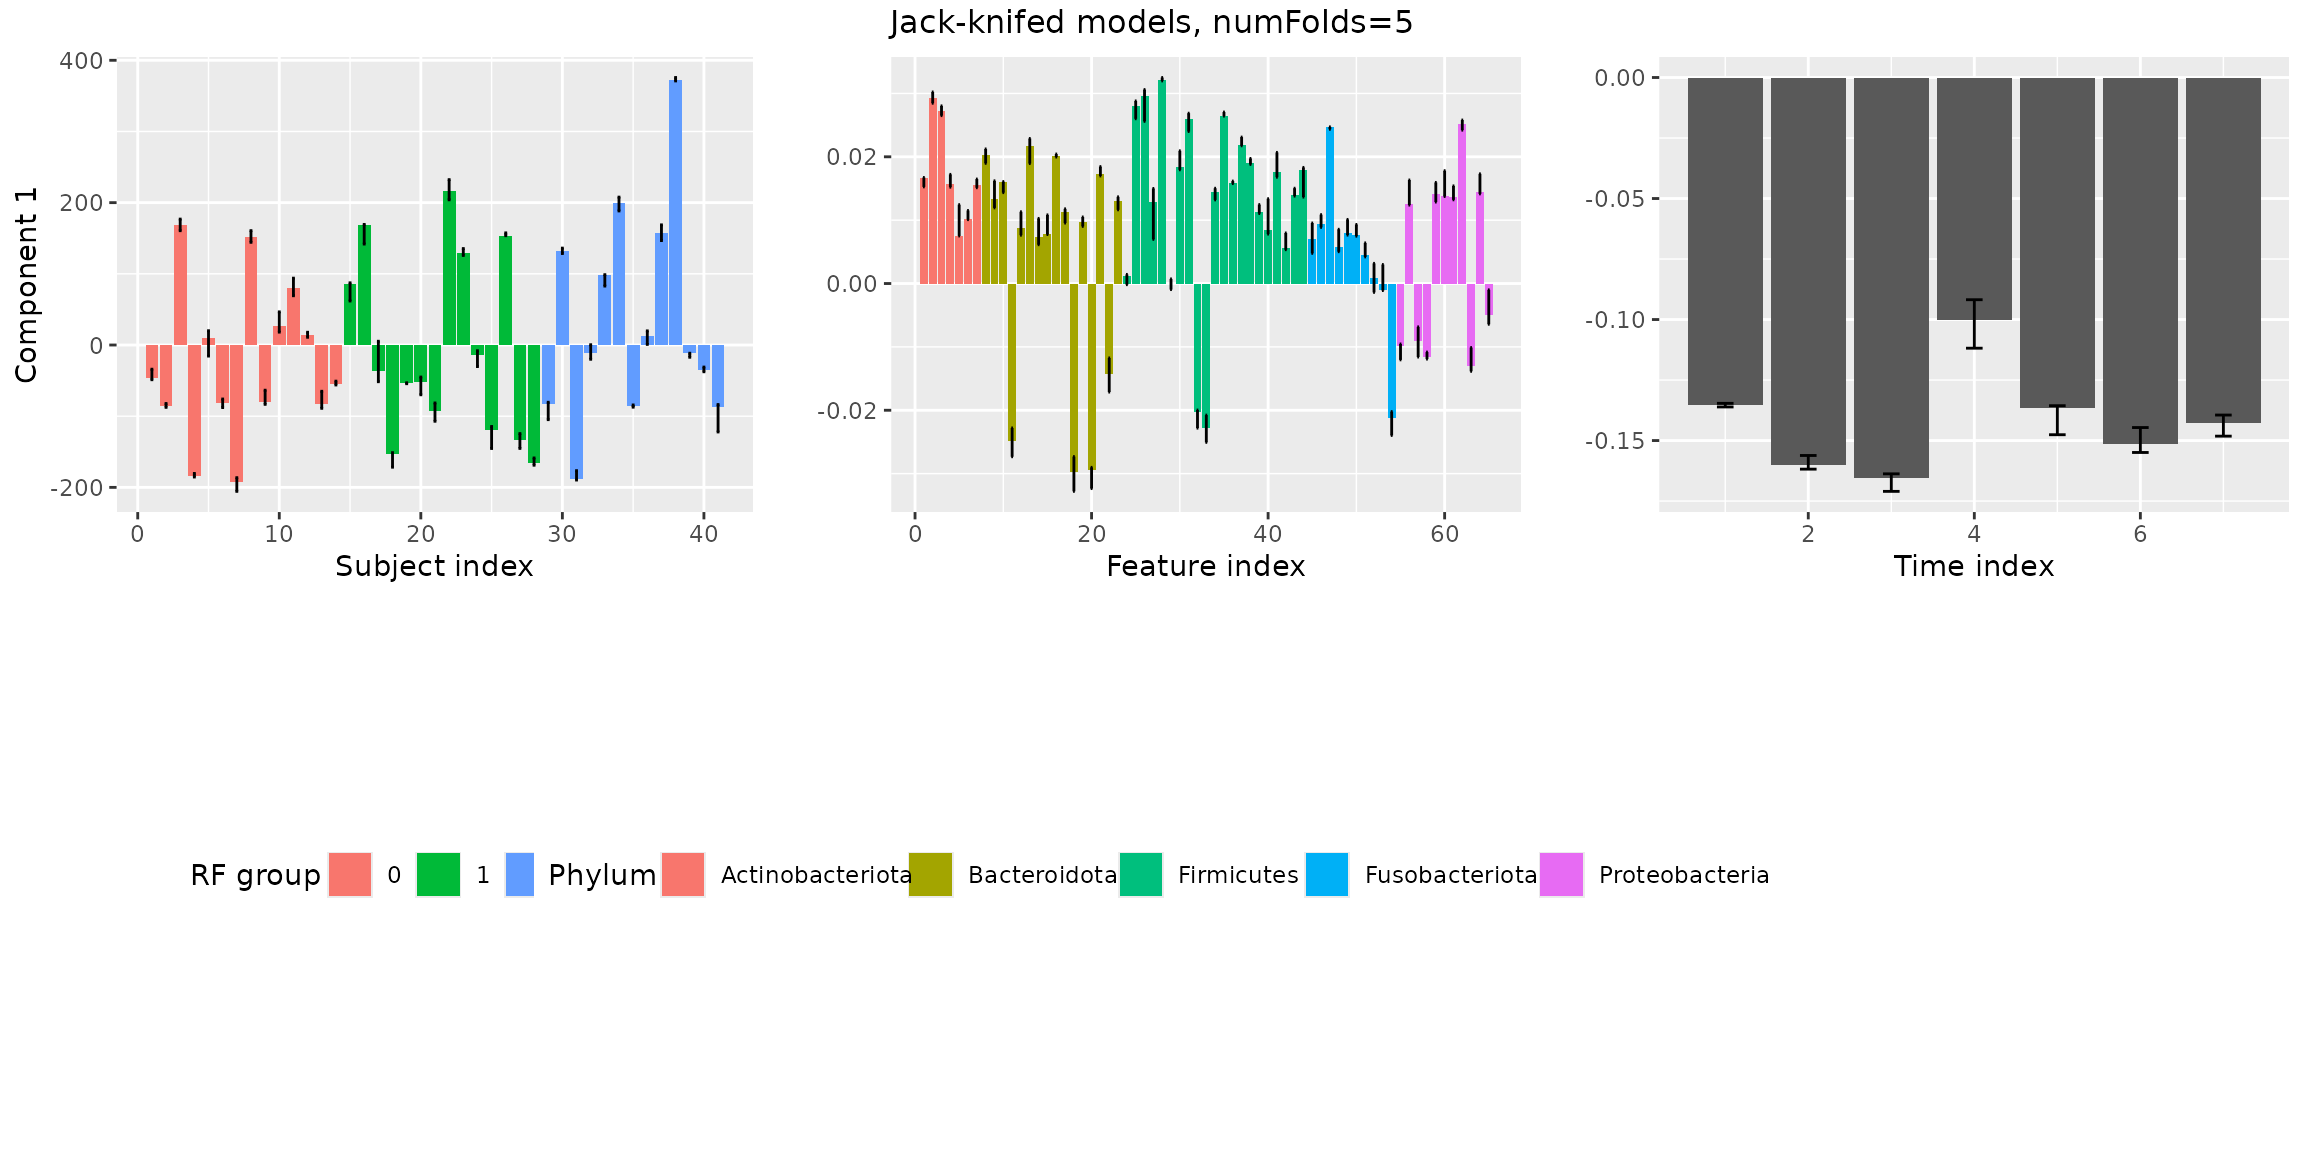 Jack-knifed models, numFolds=5
Component 1
400
200
0
-200
0 10 20 30 40
Subject index
0.02
0.00
-0.02
0 20 40 60
Feature index
0.00
-0.05
-0.10
-0.15
2 4 6
Time index
RF group 0 1 Phylum Actinobacteriota Bacteroidota Firmicutes Fusobacteriota Proteobacteria